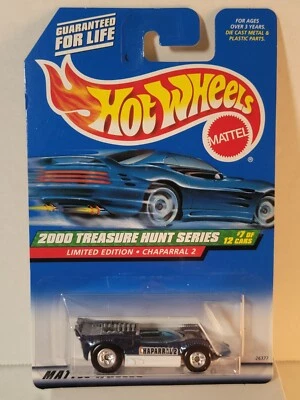 GUARANTEED
FOR LIFE
FOR AGES
OVER 3 YEARS.
DIE CAST METAL &
PLASTIC PARTS.
Hot Wheels
MATTEL
2000 TREASURE HUNT SERIES
#7 OF
12 CARS
LIMITED EDITION • CHAPARRAL 2
CHAPARRAL